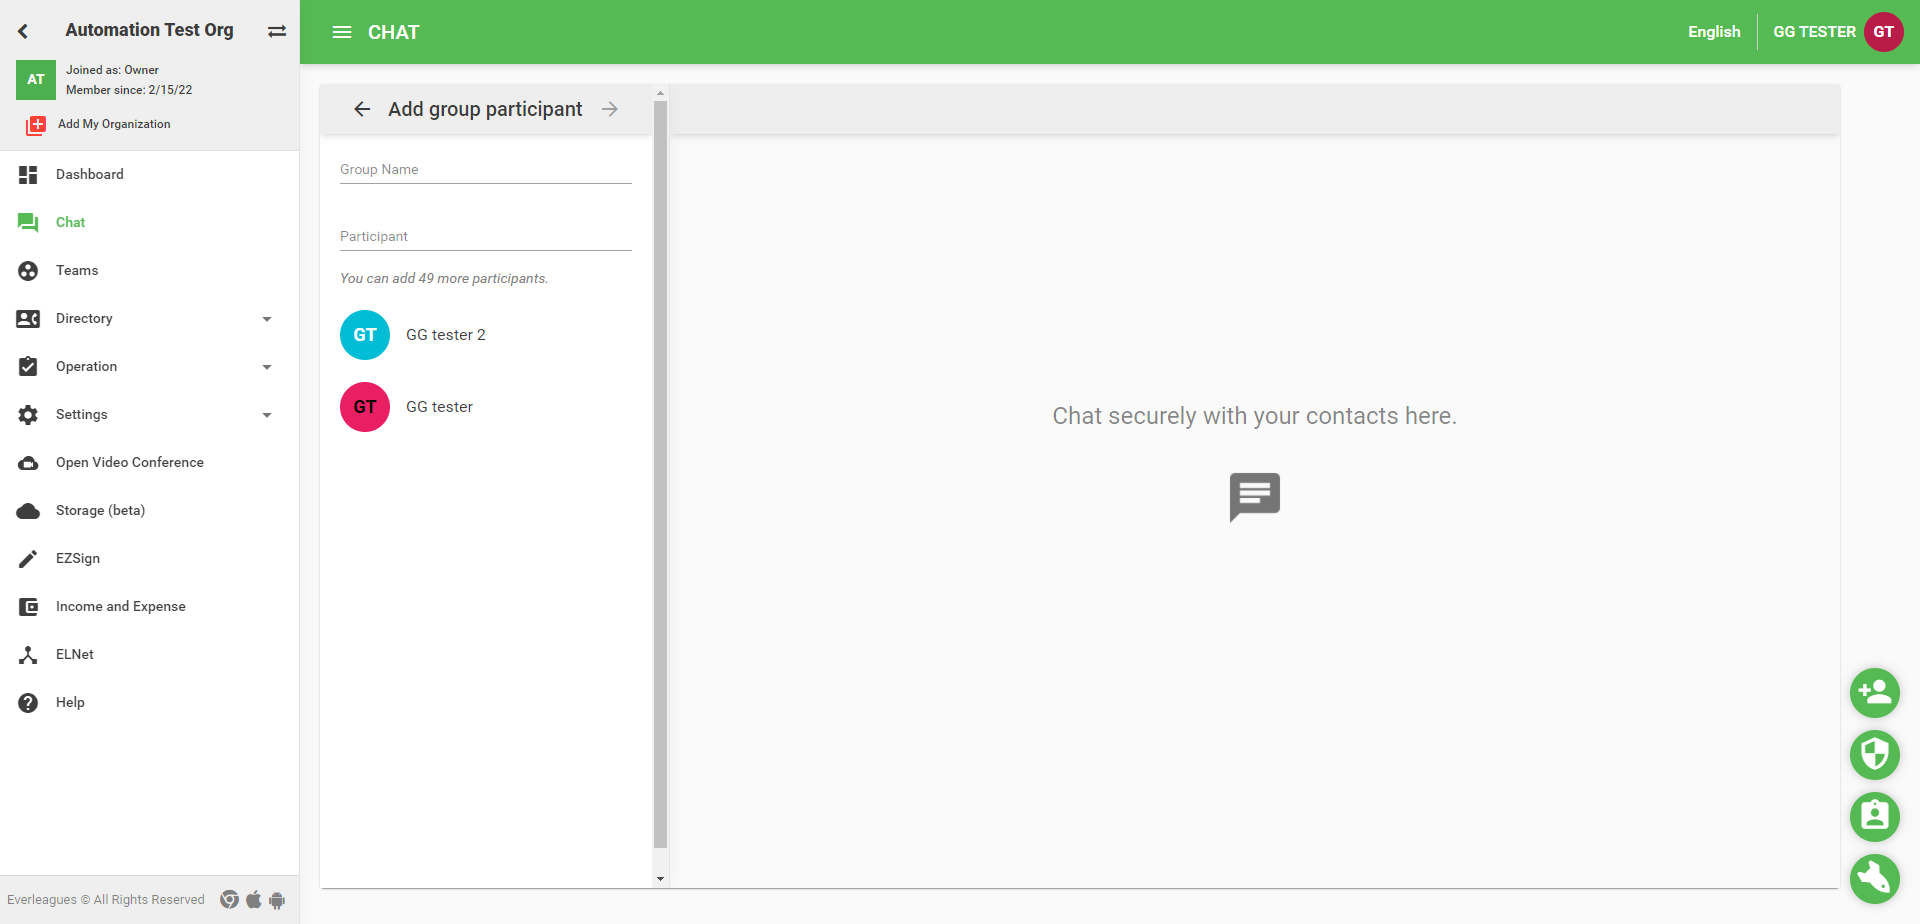 Automation Test Org
AT
Joined as: Owner
Member since: 2/15/22
Add My Organization
Dashboard
Chat
Teams
Directory
Operation
Settings
Open Video Conference
Storage (beta)
EZSign
Income and Expense
ELNet
Help
Everleagues © All Rights Reserved
CHAT
English
GG TESTER
GT
Add group participant
Group Name
Participant
You can add 49 more participants.
GT
GG tester 2
GT
GG tester
Chat securely with your contacts here.